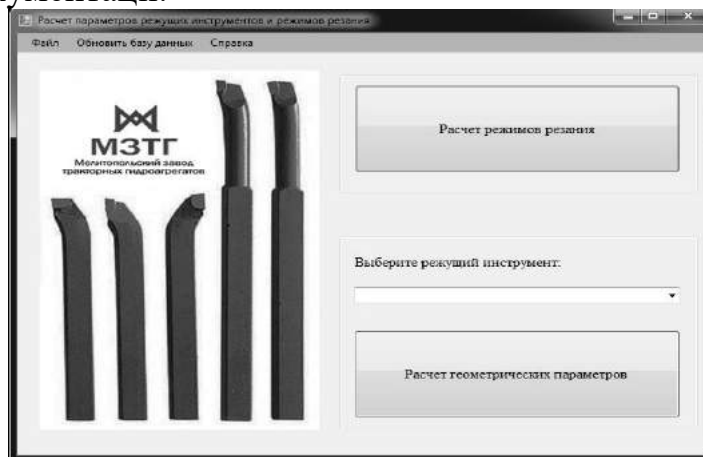 Расчет параметров режущих инструментов и режимов резания
Файл Обновить базу данных Справка
МЗТГ
Мелитопольский завод
тракторных гидроагрегатов
Расчет режимов резания
Выберите режущий инструмент:
Расчет геометрических параметров